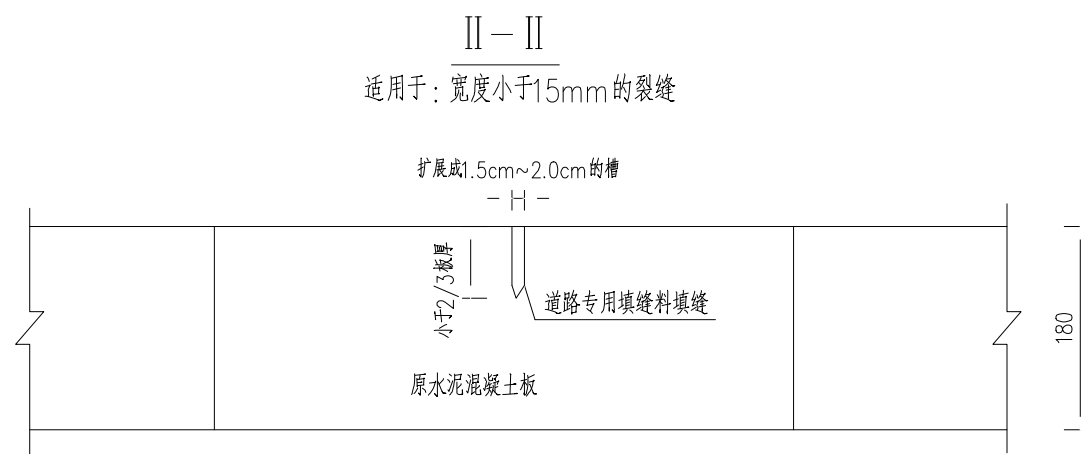 II-II
适用于：宽度小于15mm的裂缝
扩展成1.5cm~2.0cm的槽
小于2/3板厚
道路专用填缝料填缝
180
原水泥混凝土板